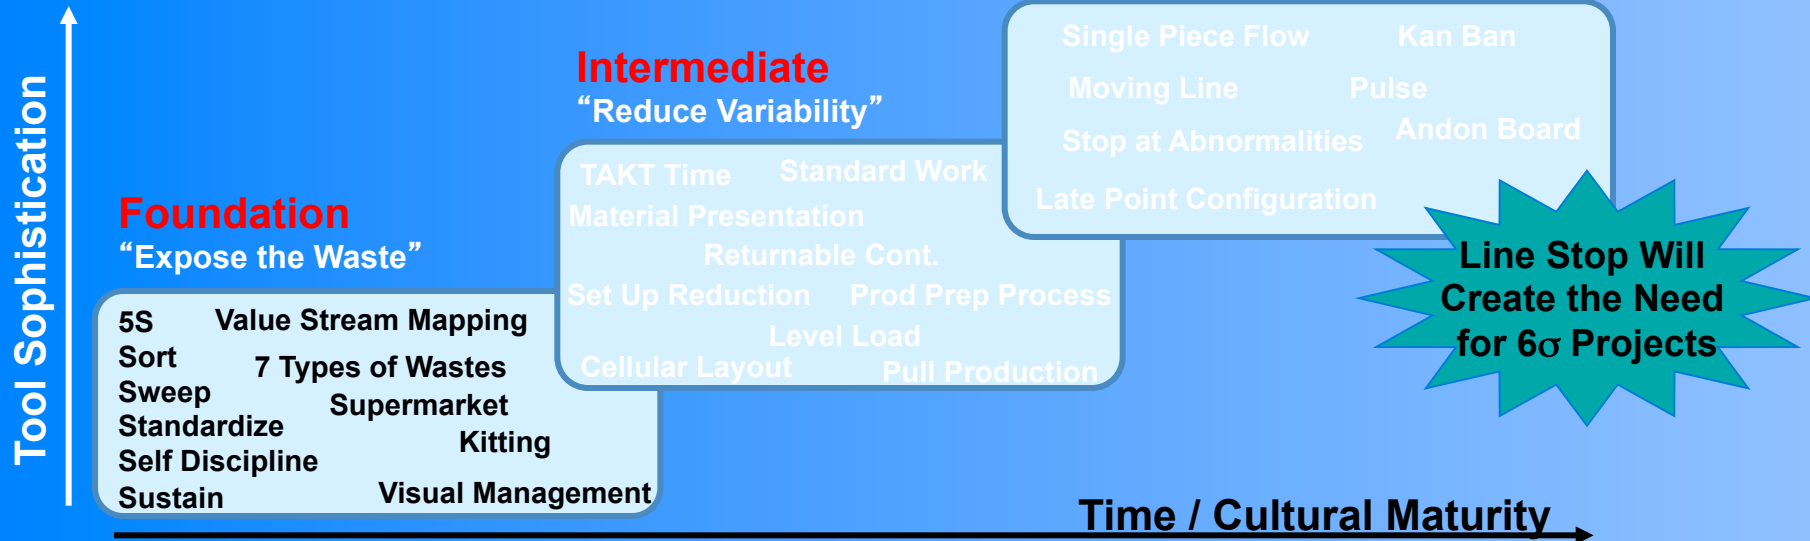 Tool Sophistication
Foundation
“Expose the Waste”
5S
Value Stream Mapping
Sort
7 Types of Wastes
Sweep
Supermarket
Standardize
Kitting
Self Discipline
Sustain
Visual Management
Intermediate
“Reduce Variability”
TAKT Time
Standard Work
Material Presentation
Returnable Cont.
Set Up Reduction
Prod Prep Process
Level Load
Cellular Layout
Pull Production
Single Piece Flow
Kan Ban
Moving Line
Pulse
Stop at Abnormalities
Andon Board
Late Point Configuration
Line Stop Will
Create the Need
for 6σ Projects
Time / Cultural Maturity